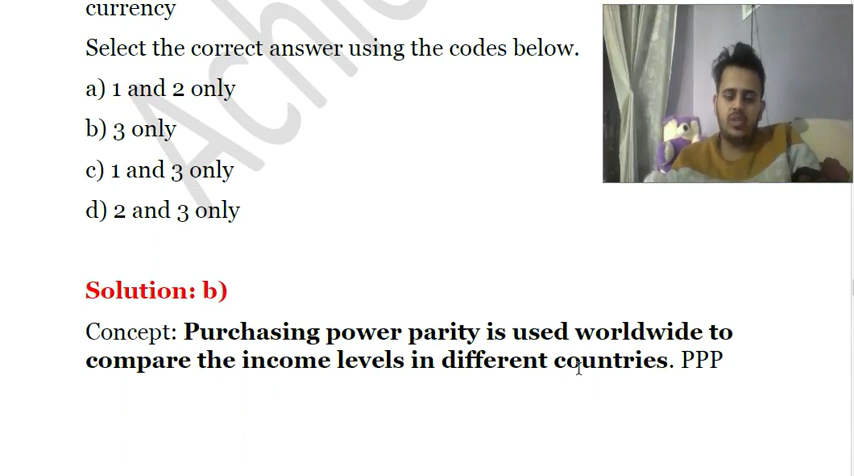 currency
Select the correct answer using the codes below.
a) 1 and 2 only
b) 3 only
c) 1 and 3 only
d) 2 and 3 only
Solution: b)
Concept: Purchasing power parity is used worldwide to
compare the income levels in different countries. PPP